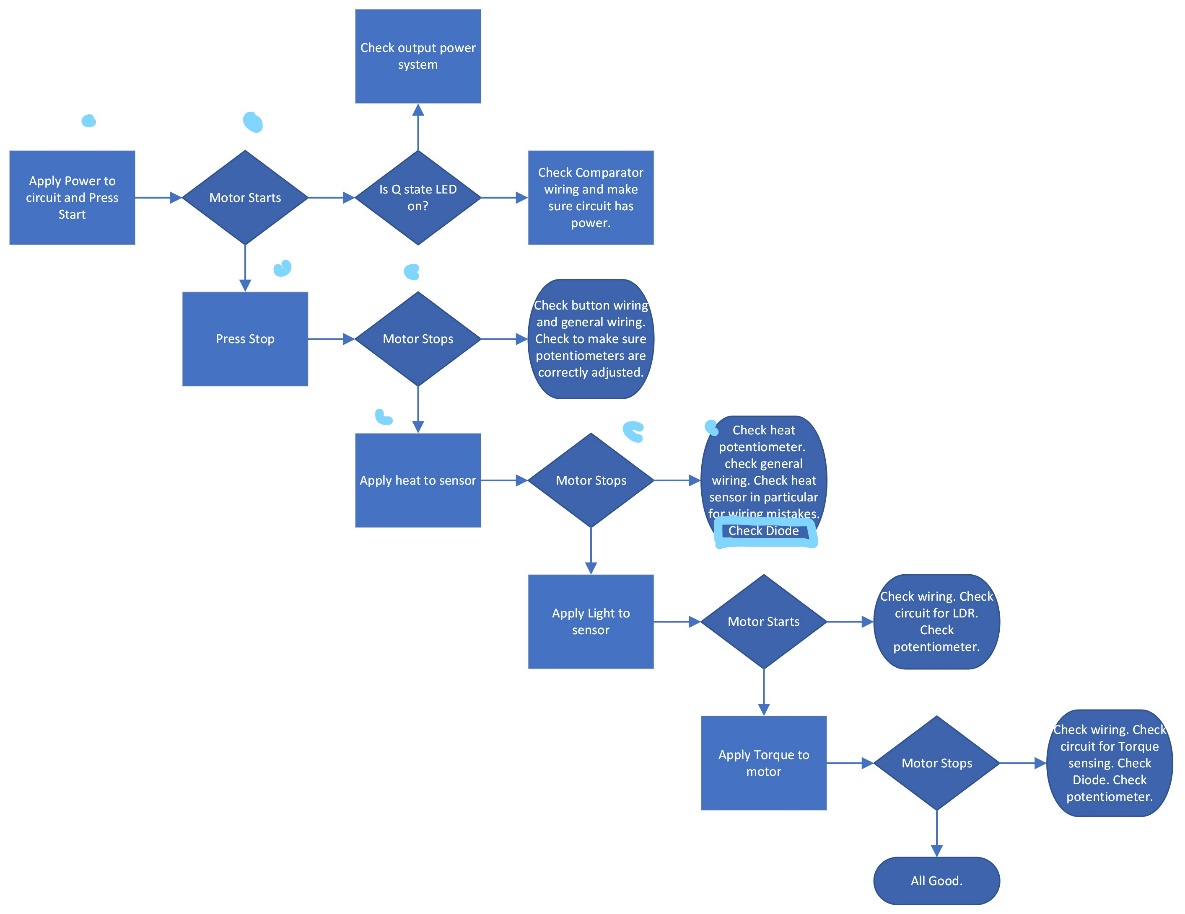 Check output power
system
Apply Power to
circuit and Press
Start
Motor Starts
Is Q state LED
on?
Check Comparator
wiring and make
sure circuit has
power.
Press Stop
Motor Stops
Check button wiring
and general wiring.
Check to make sure
potentiometers are
correctly adjusted.
Apply heat to sensor
Motor Stops
Check heat
potentiometer.
check general
wiring. Check heat
sensor in particular
for wiring mistakes.
Check Diode
Apply Light to
sensor
Motor Starts
Check wiring. Check
circuit for LDR.
Check
potentiometer.
Apply Torque to
motor
Motor Stops
Check wiring. Check
circuit for Torque
sensing. Check
Diode. Check
potentiometer.
All Good.